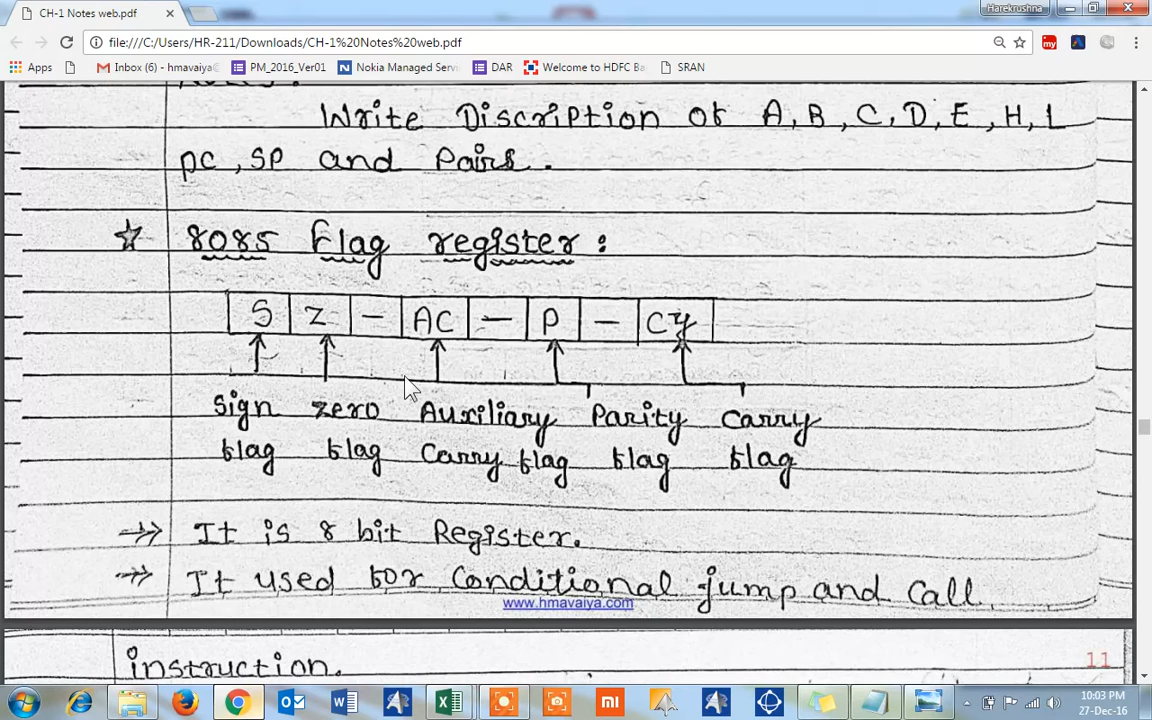 CH-1 Notes web.pdf
Harekrushna
file:///C:/Users/HR-211/Downloads/CH-1%20Notes%20web.pdf
Apps Inbox (6) - hmavaiya@ PM_2016_Ver01 Nokia Managed Serv DAR Welcome to HDFC Ba SRAN
Write Discription of A, B, C, D, E, H, L
PC, SP and Pairs.
8085 flag register:
S Z - AC - P - CY
Sign zero Auxiliary Parity Carry
flag flag Carry flag flag flag
It is 8 bit Register.
It used for Conditional jump and Call
www.hmavaiya.com
instruction.
11
my
mi
10:03 PM
27-Dec-16